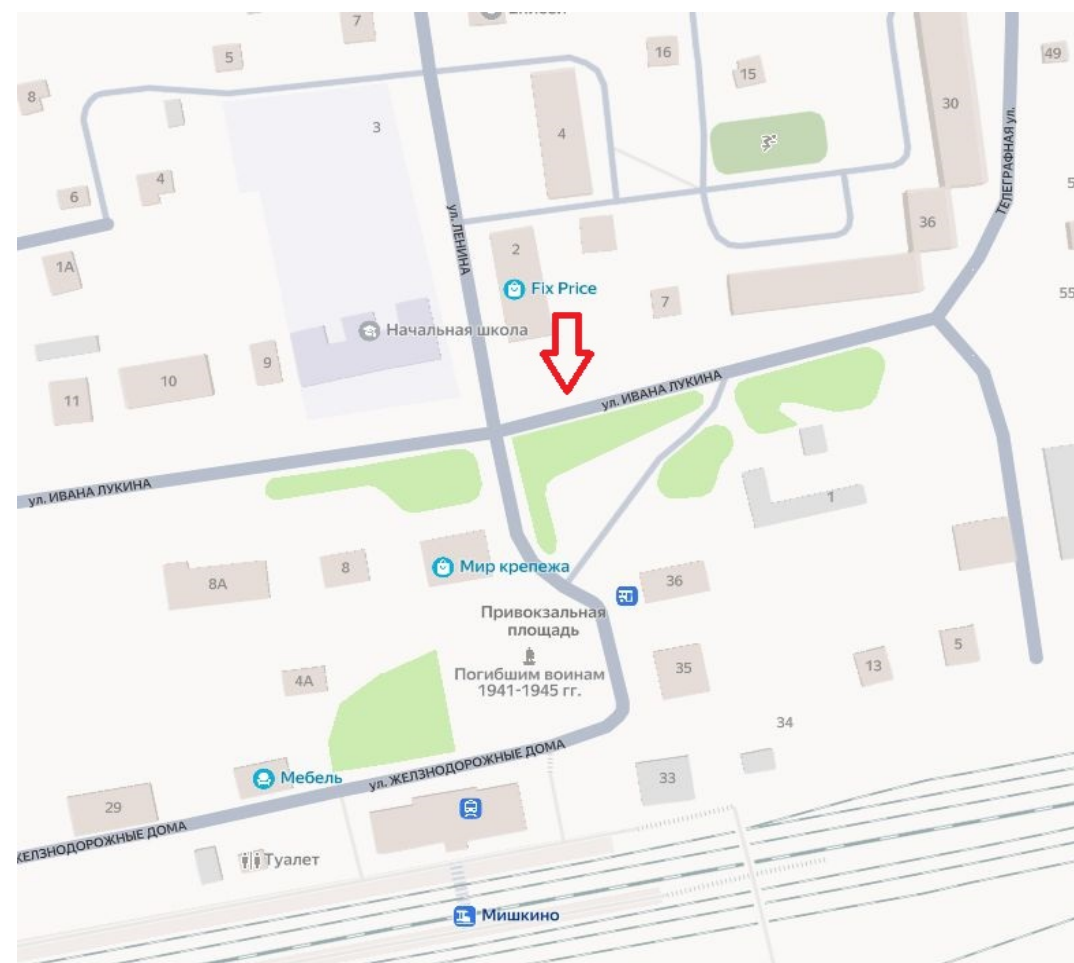 7
5
16
49
15
8
30
3
4
4
6
ТЕЛЕГРАФНАЯ ул.
ул. ЛЕНИНА
36
2
1А
Fix Price
55
7
Начальная школа
9
10
11
ул. ИВАНА ЛУКИНА
ул. ИВАНА ЛУКИНА
1
Мир крепежа
8
8А
36
Привокзальная
площадь
5
35
13
Погибшим воинам
1941-1945 гг.
4А
34
ул. ЖЕЛЗНОДОРОЖНЫЕ ДОМА
Мебель
33
29
ЖЕЛЗНОДОРОЖНЫЕ ДОМА
Туалет
Мишкино